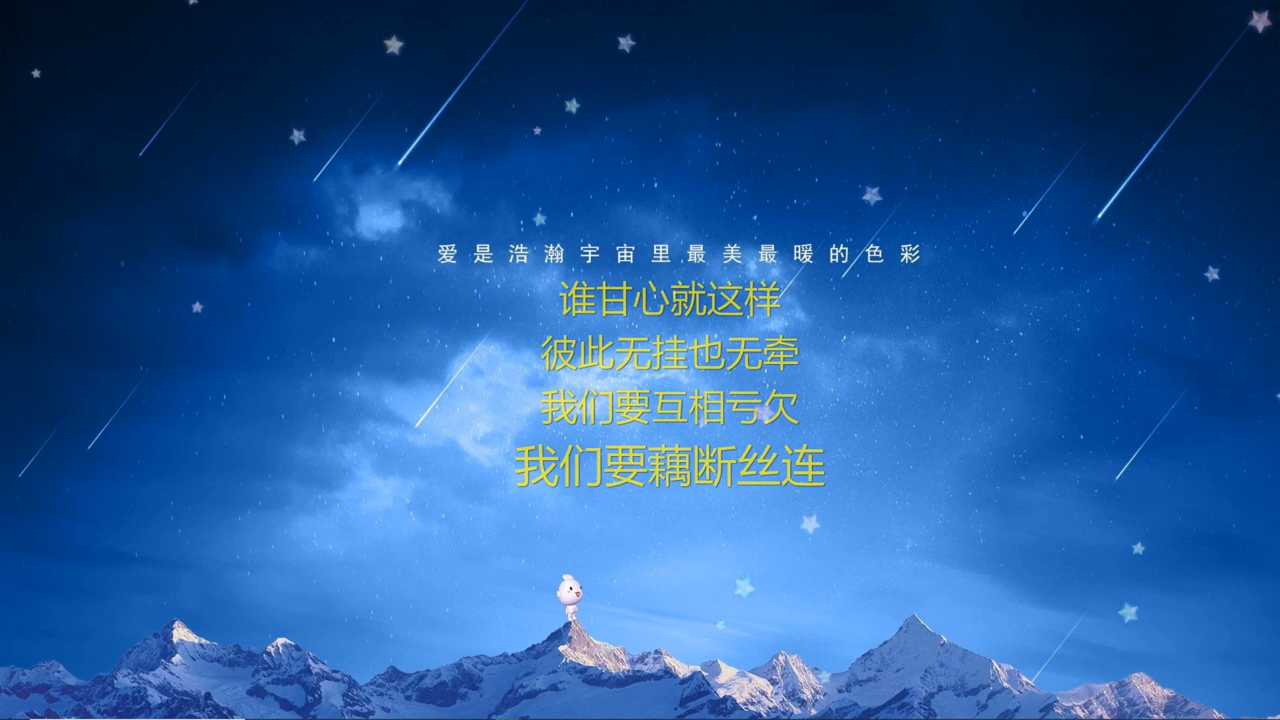 爱是浩瀚宇宙里最美最暖的色彩
谁甘心就这样
彼此无挂也无牵
我们要互相亏欠
我们要藕断丝连